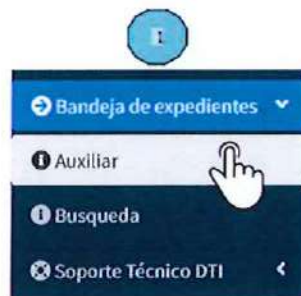 1
Bandeja de expedientes
Auxiliar
Busqueda
Soporte Técnico DTI